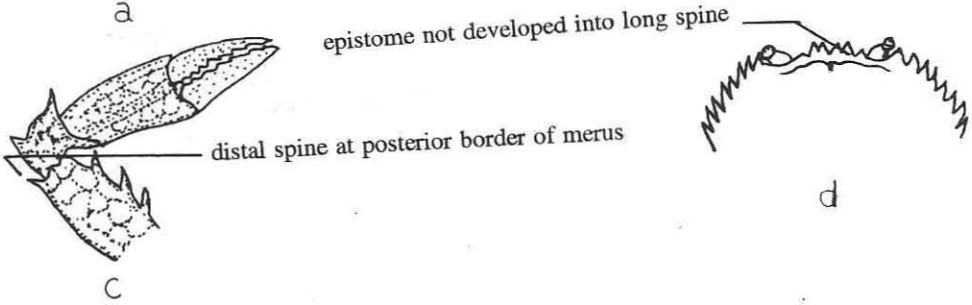 a
epistome not developed into long spine
distal spine at posterior border of merus
d
c